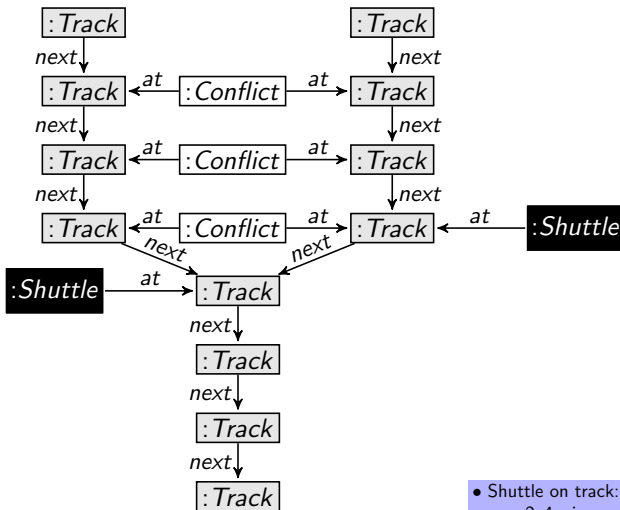 :Track :Track
next next
:Track at :Conflict at :Track
next next
:Track at :Conflict at :Track
next next
:Track at :Conflict at :Track at :Shuttle
next next
:Shuttle at :Track
next
:Track
next
:Track
next
:Track
• Shuttle on track: